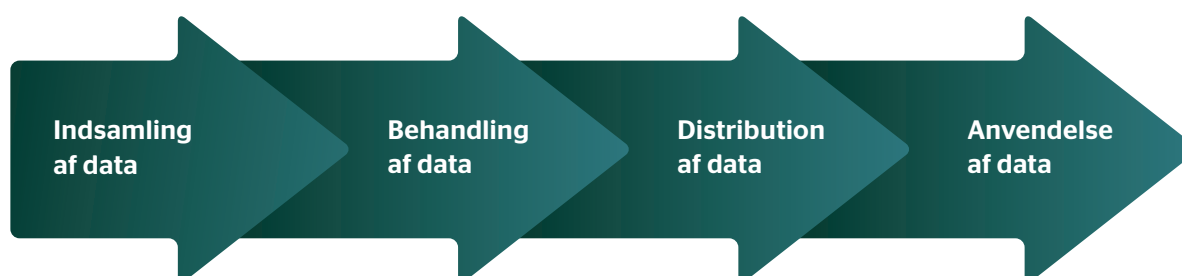 Indsamling
af data
Behandling
af data
Distribution
af data
Anvendelse
af data